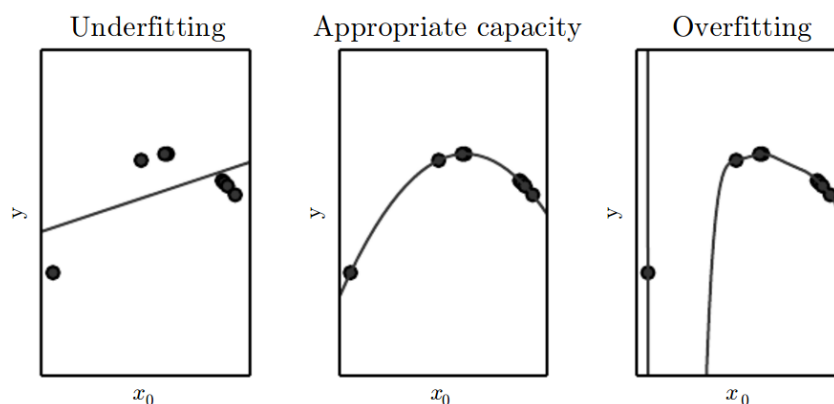 Underfitting
Appropriate capacity
Overfitting
y
y
y
x0
x0
x0